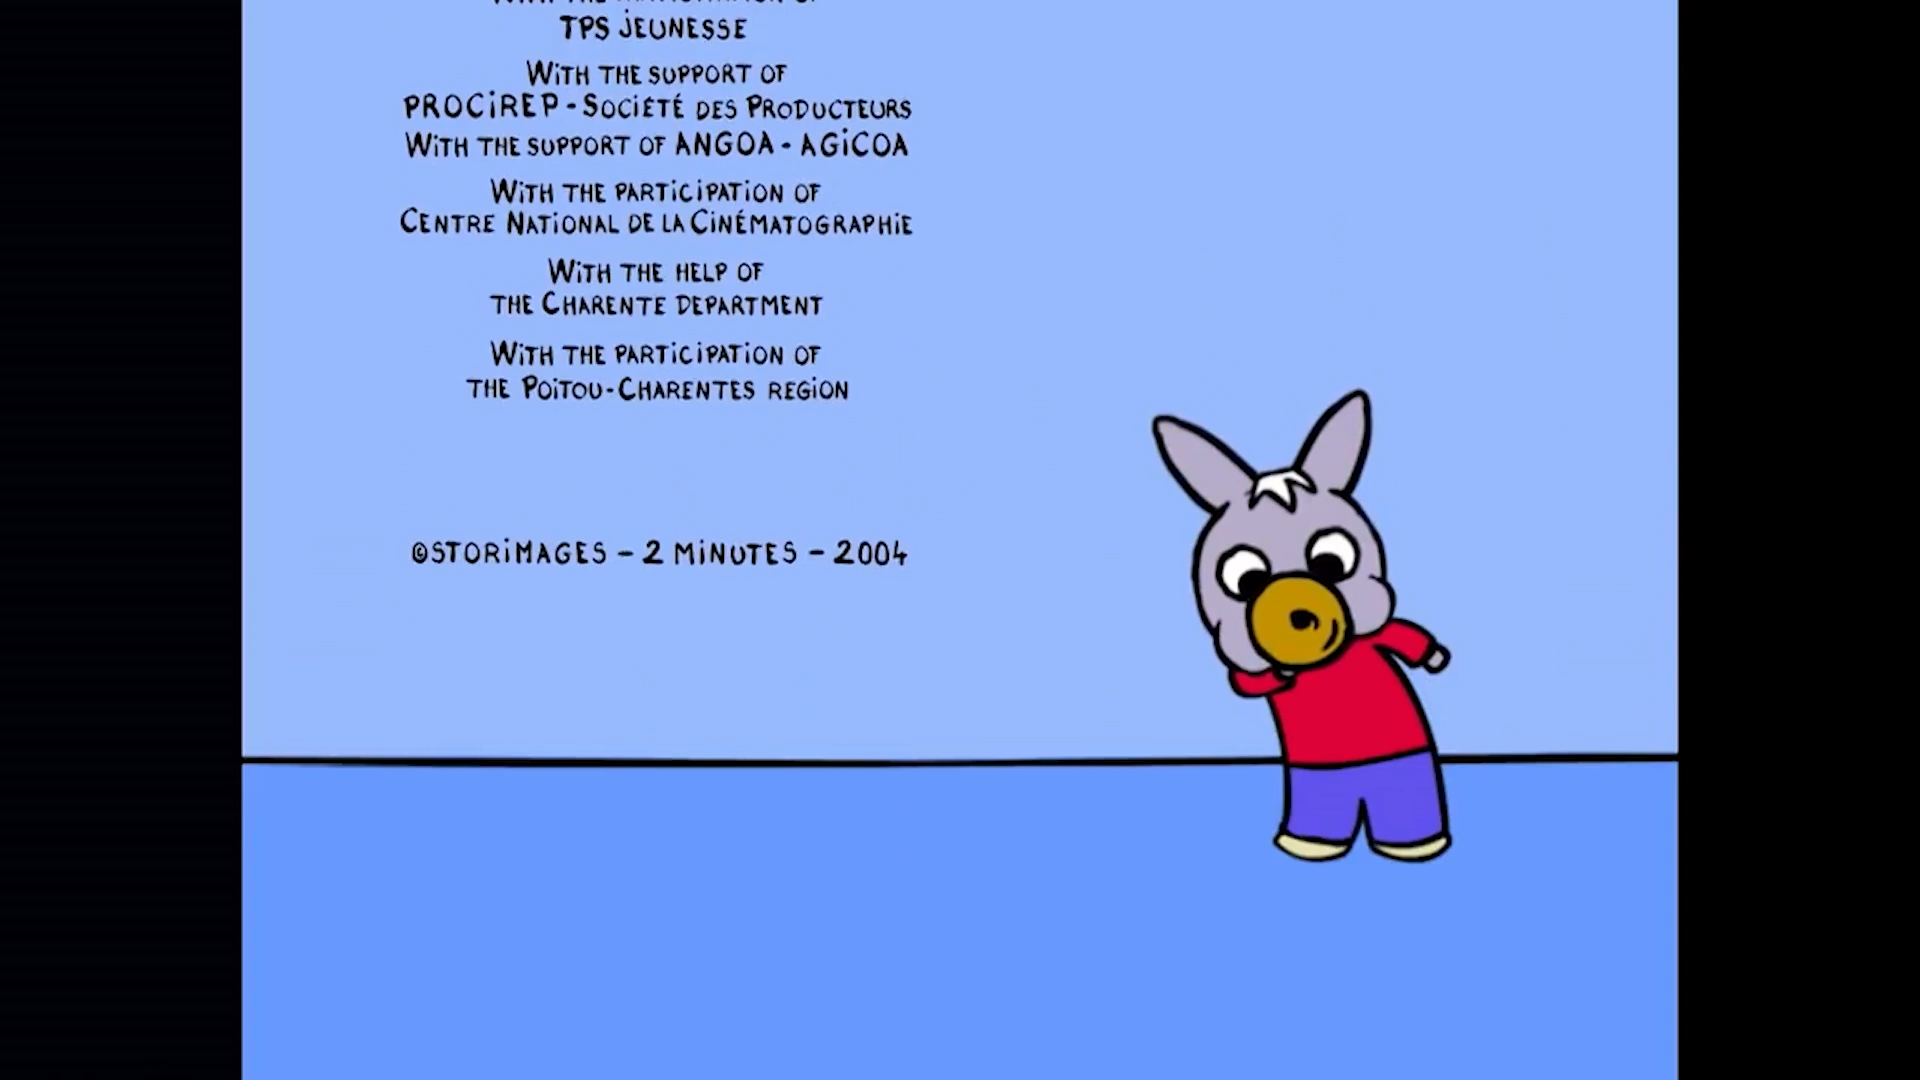 TPS JEUNESSE
WITH THE SUPPORT OF
PROCIREP - SOCIÉTÉ DES PRODUCTEURS
WITH THE SUPPORT OF ANGOA - AGICOA
WITH THE PARTICIPATION OF
CENTRE NATIONAL DE LA CINÉMATOGRAPHIE
WITH THE HELP OF
THE CHARENTE DEPARTMENT
WITH THE PARTICIPATION OF
THE POITOU-CHARENTES REGION
©STORIMAGES - 2 MINUTES - 2004